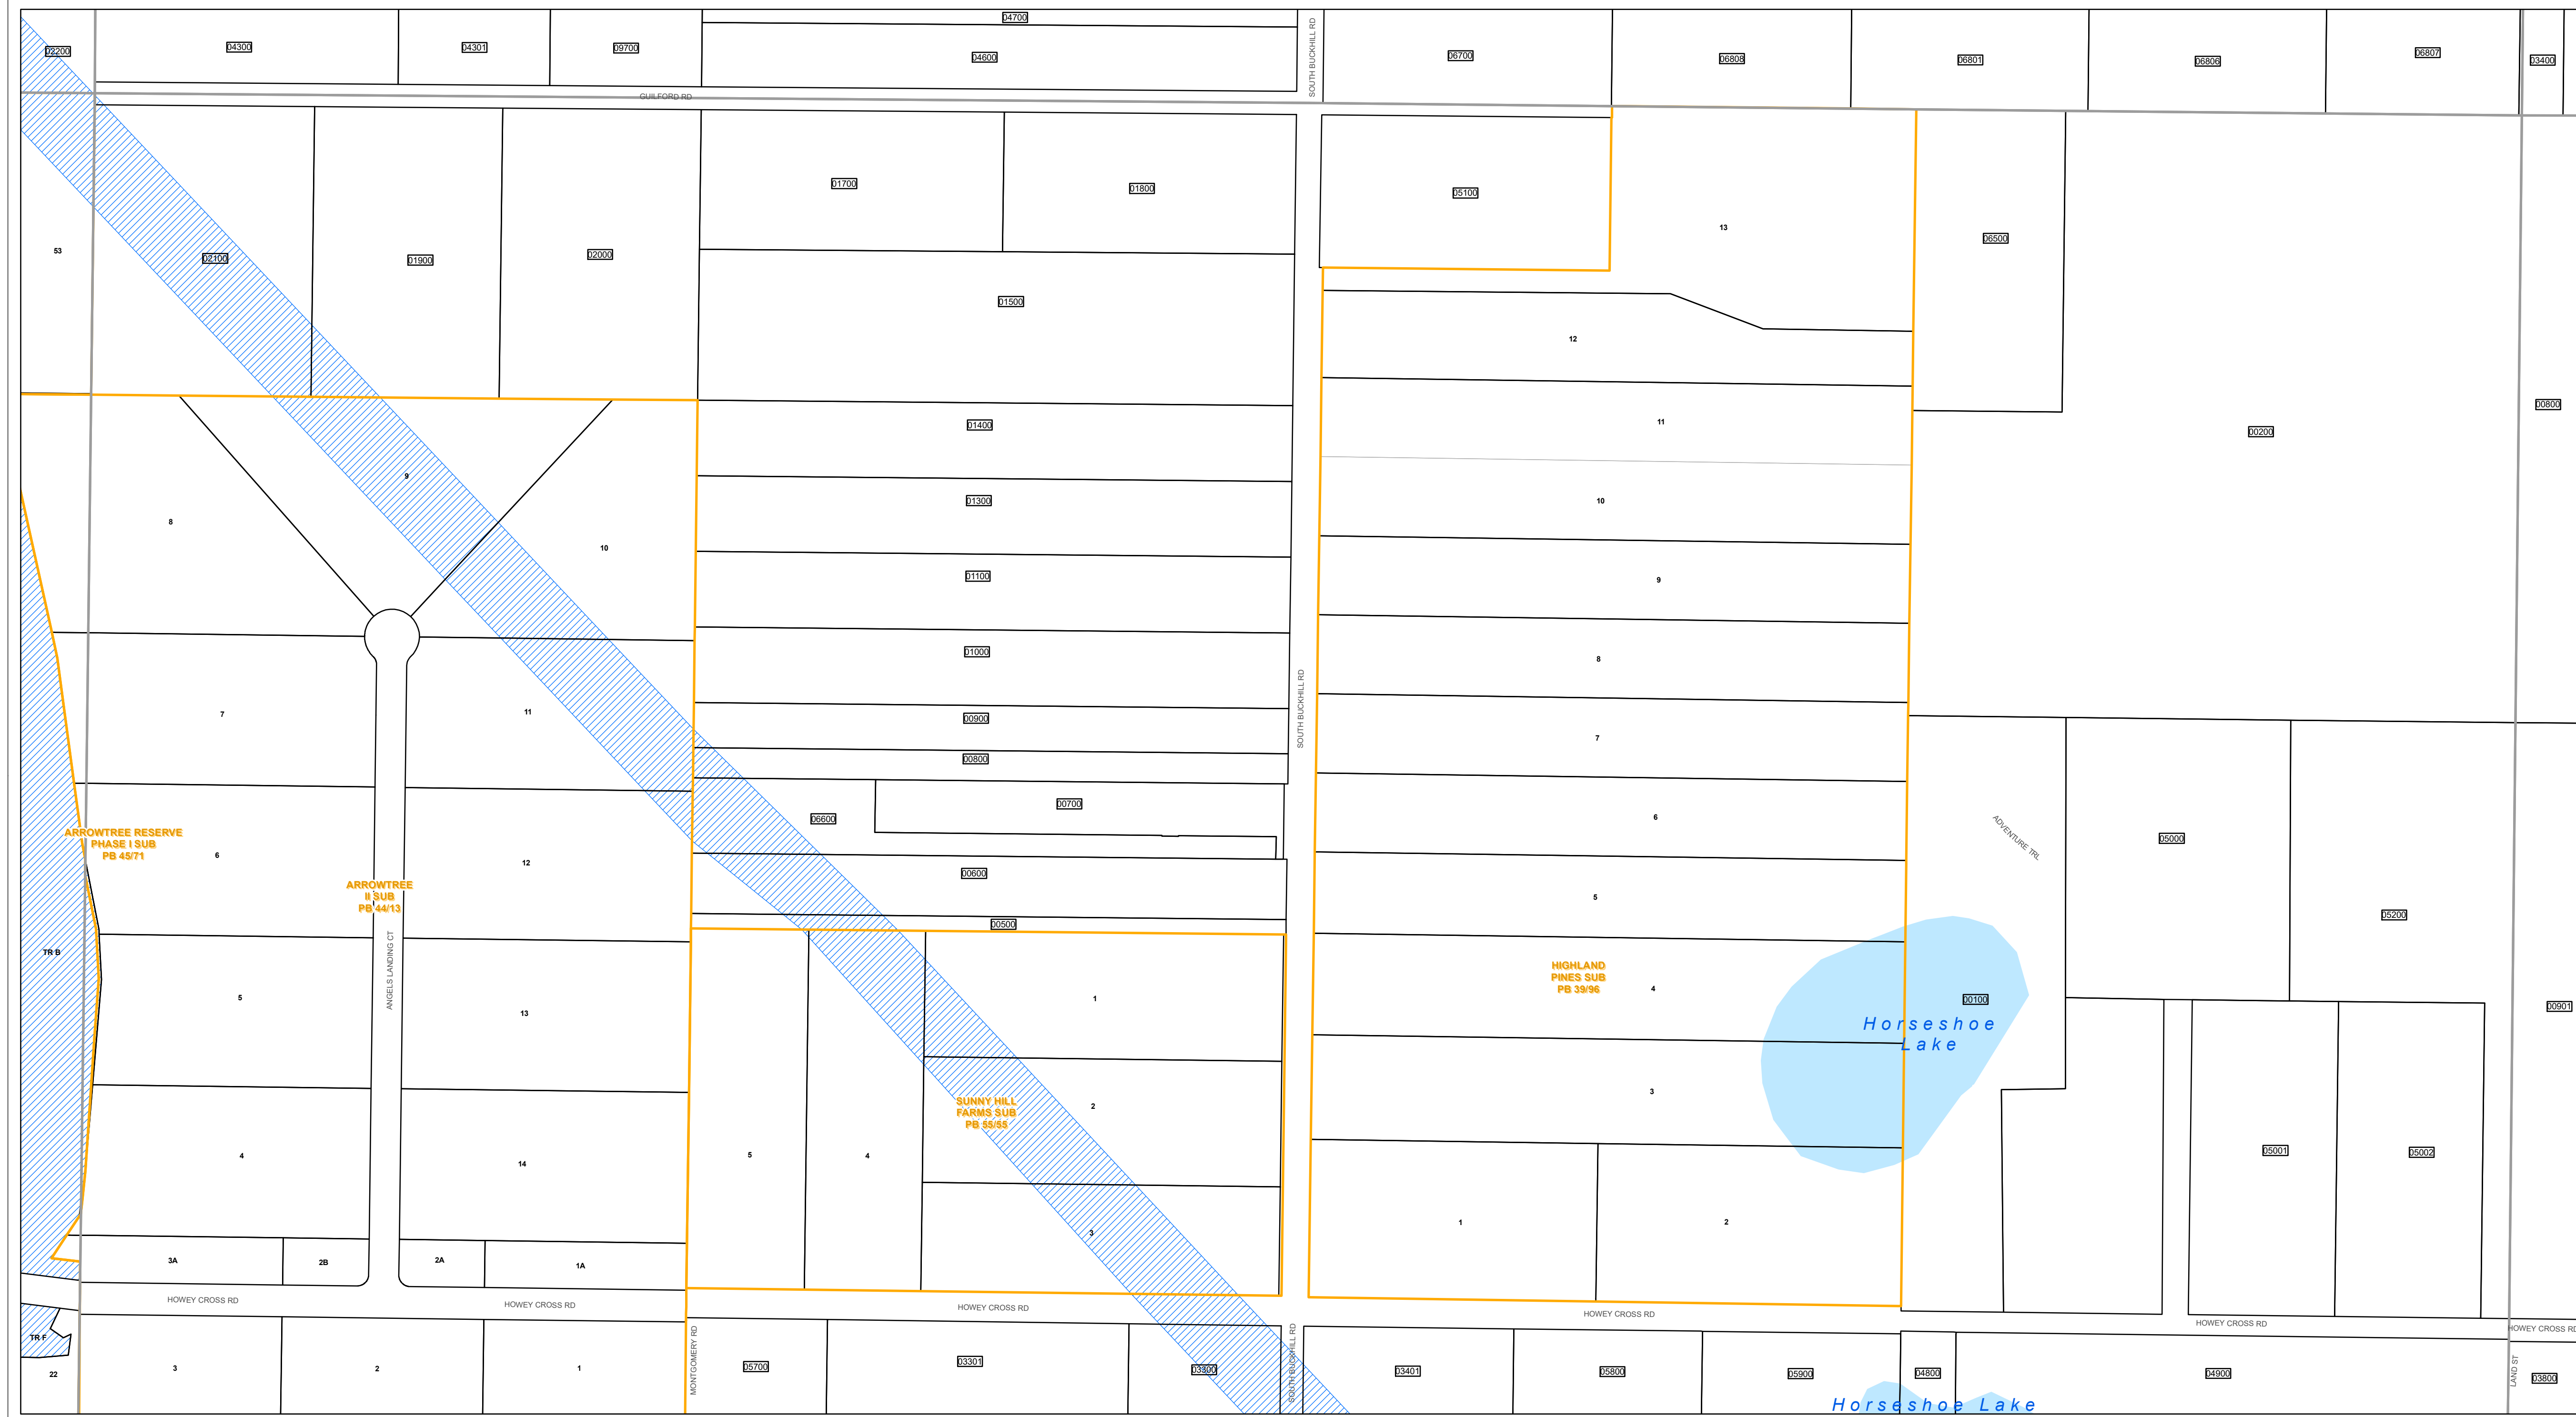 04700
02200
04300
04301
09700
04600
SOUTH BUCKHILL RD
06700
06808
06801
06806
06807
03400
GUILFORD RD
53
02100
01900
02000
01700
01800
01500
05100
13
06500
12
00800
00200
01400
11
8
9
10
01300
10
01100
9
01000
8
7
11
00900
SOUTH BUCKHILL RD
7
00800
00700
06600
6
ADVENTURE TRL
05000
ARROWTREE RESERVE
PHASE I SUB
PB 45/71
6
12
ARROWTREE
II SUB
PB 44/13
00600
5
05200
00500
TR B
5
ANGELS LANDING CT
13
1
HIGHLAND
PINES SUB
PB 39/96
4
00100
00901
Horseshoe
Lake
SUNNY HILL
FARMS SUB
PB 55/55
2
3
4
14
5
4
05001
05002
3
1
2
3A
2B
2A
1A
HOWEY CROSS RD
HOWEY CROSS RD
HOWEY CROSS RD
HOWEY CROSS RD
HOWEY CROSS RD
HOWEY CROSS RD
TR F
22
3
2
1
MONTGOMERY RD
05700
03301
03300
SOUTH BUCKHILL RD
03401
05800
05900
04800
04900
LAND ST
03800
Horseshoe Lake